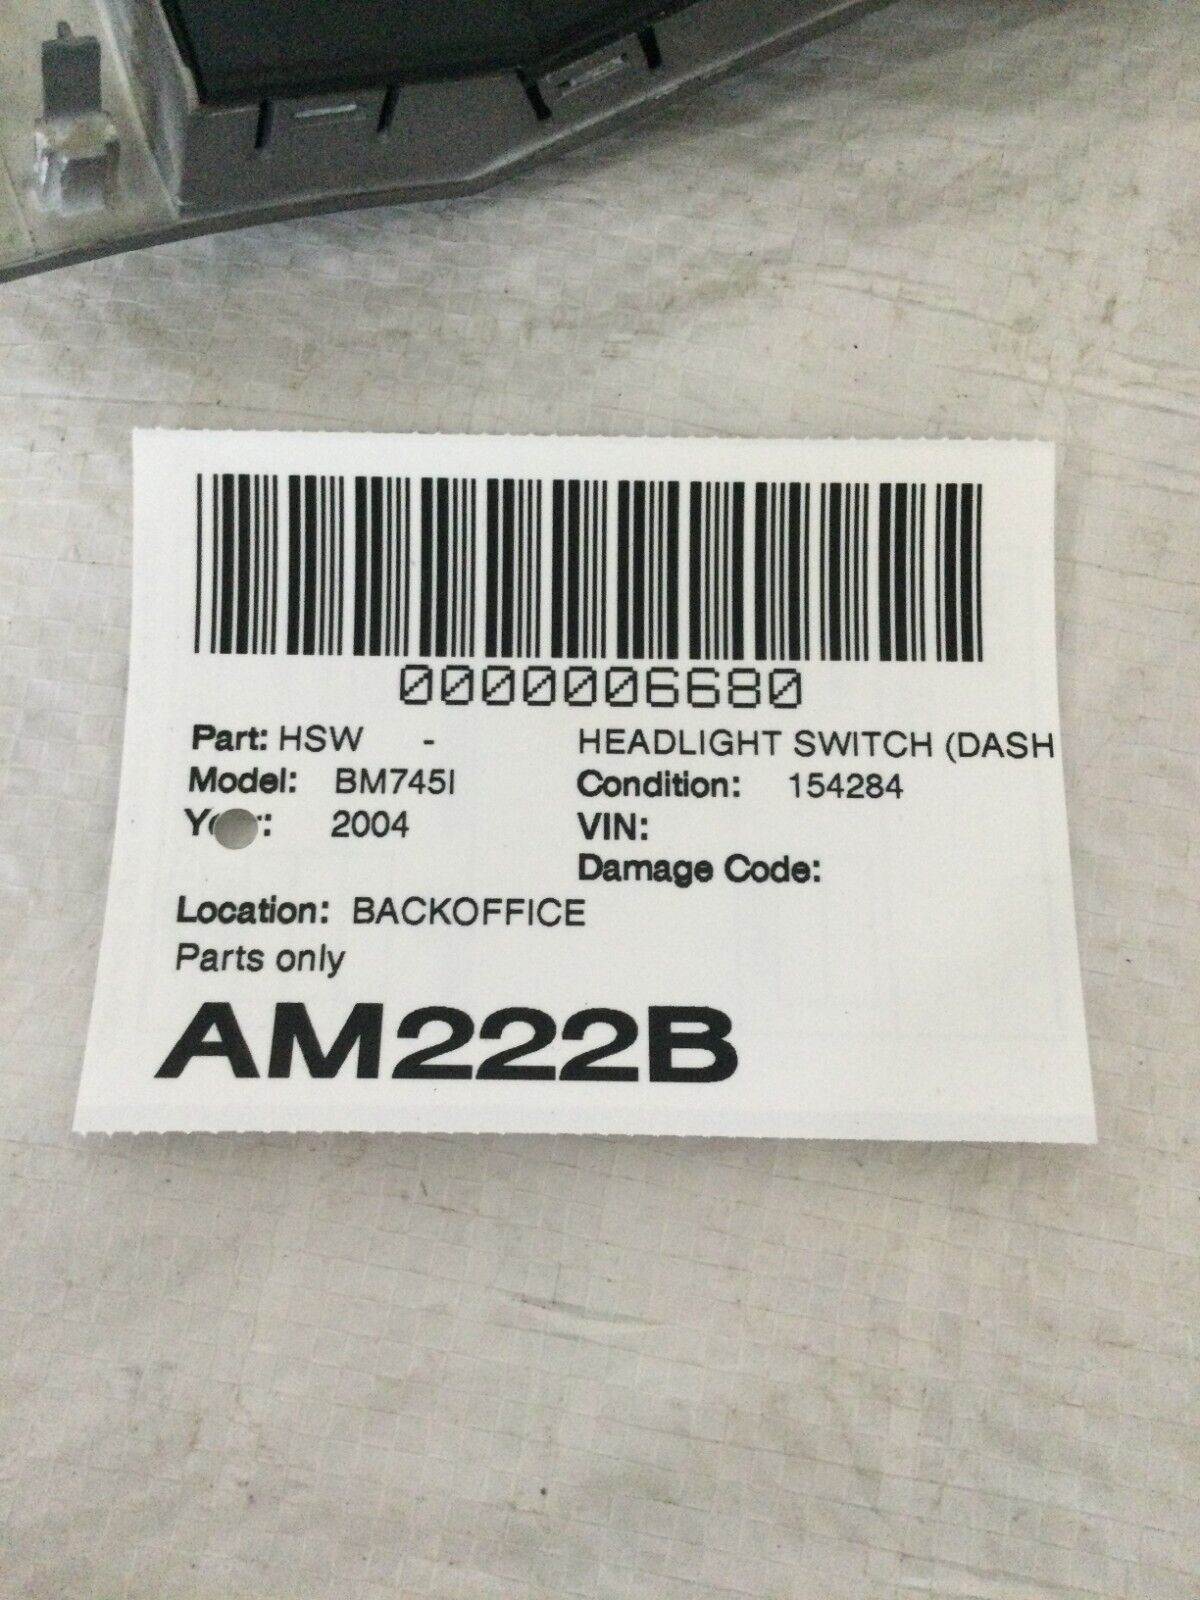 0000006680
Part: HSW - HEADLIGHT SWITCH (DASH
Model: BM745I Condition: 154284
2004 VIN:
Damage Code:
Location: BACKOFFICE
Parts only
AM222B